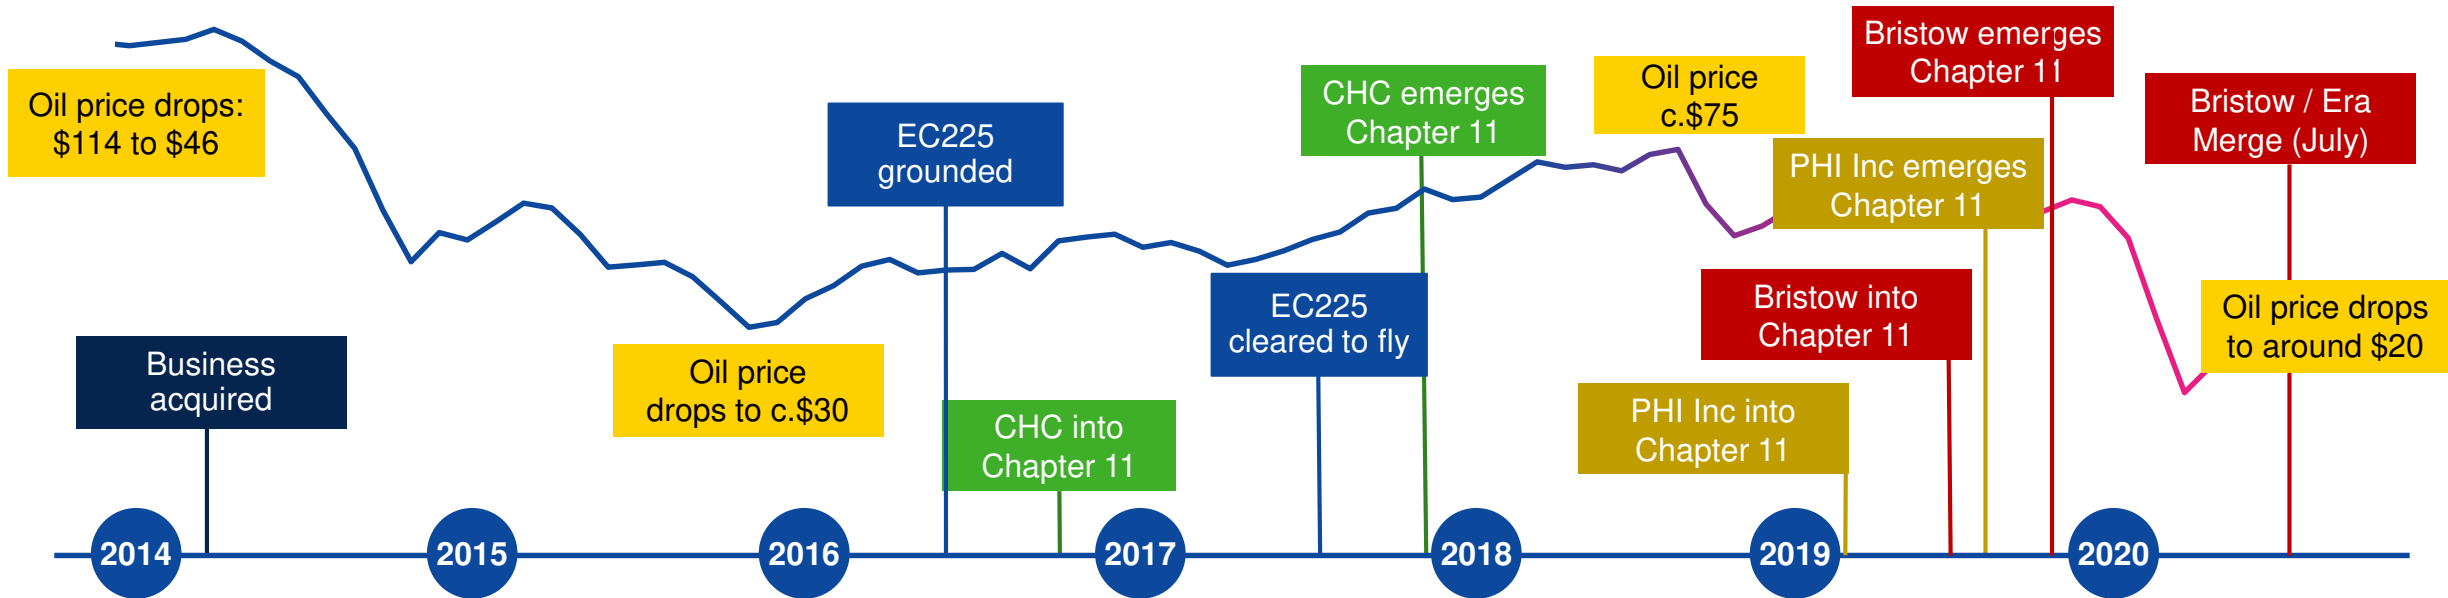 Oil price drops:
$114 to $46
Business
acquired
Oil price
drops to c.$30
EC225
grounded
CHC into
Chapter 11
EC225
cleared to fly
CHC emerges
Chapter 11
Oil price
c.$75
PHI Inc into
Chapter 11
Bristow into
Chapter 11
PHI Inc emerges
Chapter 11
Bristow emerges
Chapter 11
Bristow / Era
Merge (July)
Oil price drops
to around $20
2014
2015
2016
2017
2018
2019
2020